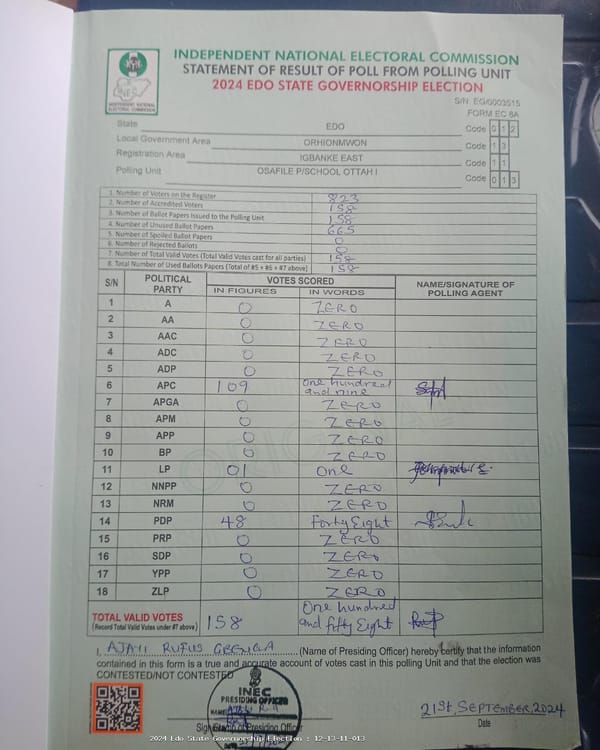 INDEPENDENT NATIONAL ELECTORAL COMMISSION
STATEMENT OF RESULT OF POLL FROM POLLING UNIT
2024 EDO STATE GOVERNORSHIP ELECTION
INEC
INDEPENDENT NATIONAL ELECTORAL COMMISSION
S/N. EG/0003515
FORM EC 8A
State EDO Code 0 1 2
Local Government Area ORHIONMWON Code 1 3
Registration Area IGBANKE EAST Code 1 1
Polling Unit OSAFILE P/SCHOOL OTTAH I Code 0 1 3
1. Number of Voters on the Register 823
2. Number of Accredited Voters 158
3. Number of Ballot Papers Issued to the Polling Unit 158
4. Number of Unused Ballot Papers 665
5. Number of Spoiled Ballot Papers 0
6. Number of Rejected Ballots 0
7. Number of Total Valid Votes (Total Valid Votes cast for all parties) 158
8. Total Number of Used Ballots Papers (Total of #5 + #6 + #7 above) 158
S/N POLITICAL PARTY VOTES SCORED NAME/SIGNATURE OF POLLING AGENT
IN FIGURES IN WORDS
1 A 0 ZERO
2 AA 0 ZERO
3 AAC 0 ZERO
4 ADC 0 ZERO
5 ADP 0 ZERO
6 APC 109 One hundred and nine
7 APGA 0 ZERO
8 APM 0 ZERO
9 APP 0 ZERO
10 BP 0 ZERO
11 LP 01 One
12 NNPP 0 ZERO
13 NRM 0 ZERO
14 PDP 48 Forty Eight
15 PRP 0 ZERO
16 SDP 0 ZERO
17 YPP 0 ZERO
18 ZLP 0 ZERO
TOTAL VALID VOTES 158 One hundred and fifty Eight
(Record Total Valid Votes under #7 above)
I, AJAYI RUFUS GBENGA (Name of Presiding Officer) hereby certify that the information
contained in this form is a true and accurate account of votes cast in this polling Unit and that the election was
CONTESTED/NOT CONTESTED
INEC
PRESIDING OFFICER
NAME
Signature of Presiding Officer
21st, SEPTEMBER, 2024
Date
2024 Edo State Governorship Election : 12-13-11-013